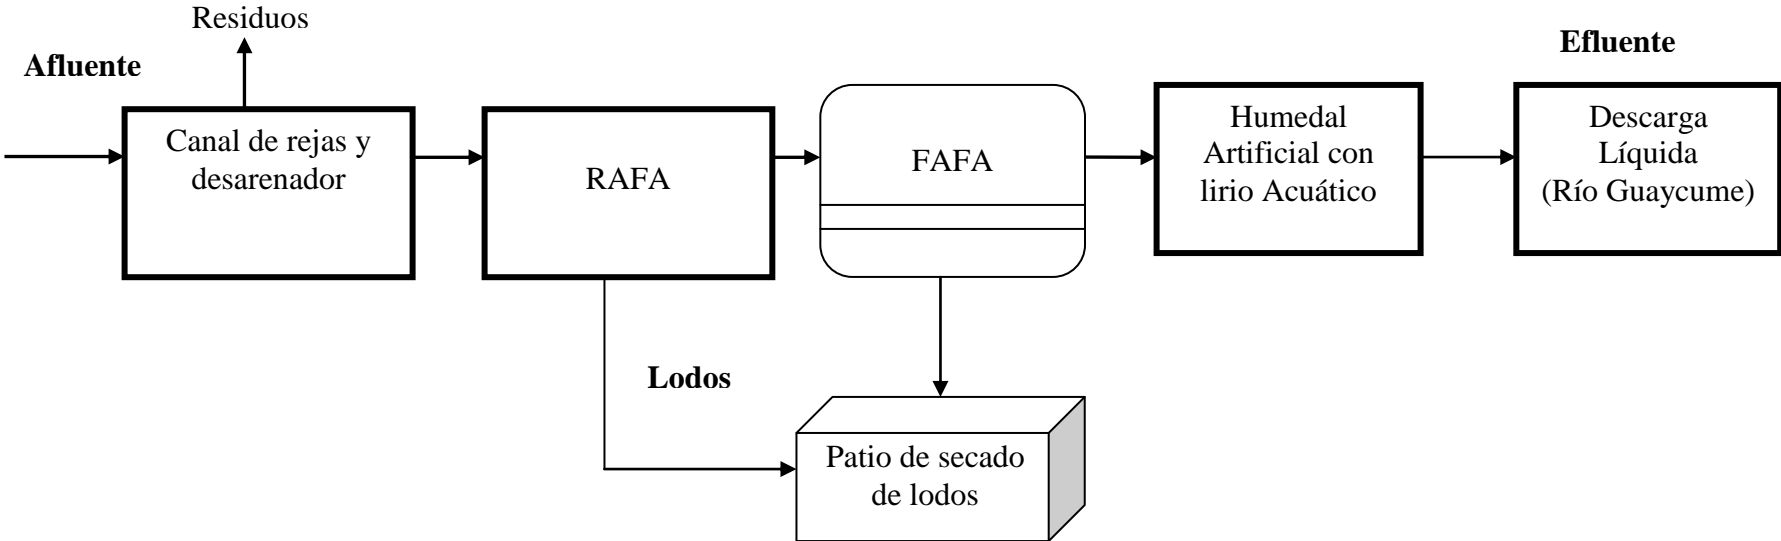 Residuos
Afluente
Efluente
Canal de rejas y
desarenador
RAFA
FAFA
Humedal
Artificial con
lirio Acuático
Descarga
Líquida
(Río Guaycume)
Lodos
Patio de secado
de lodos